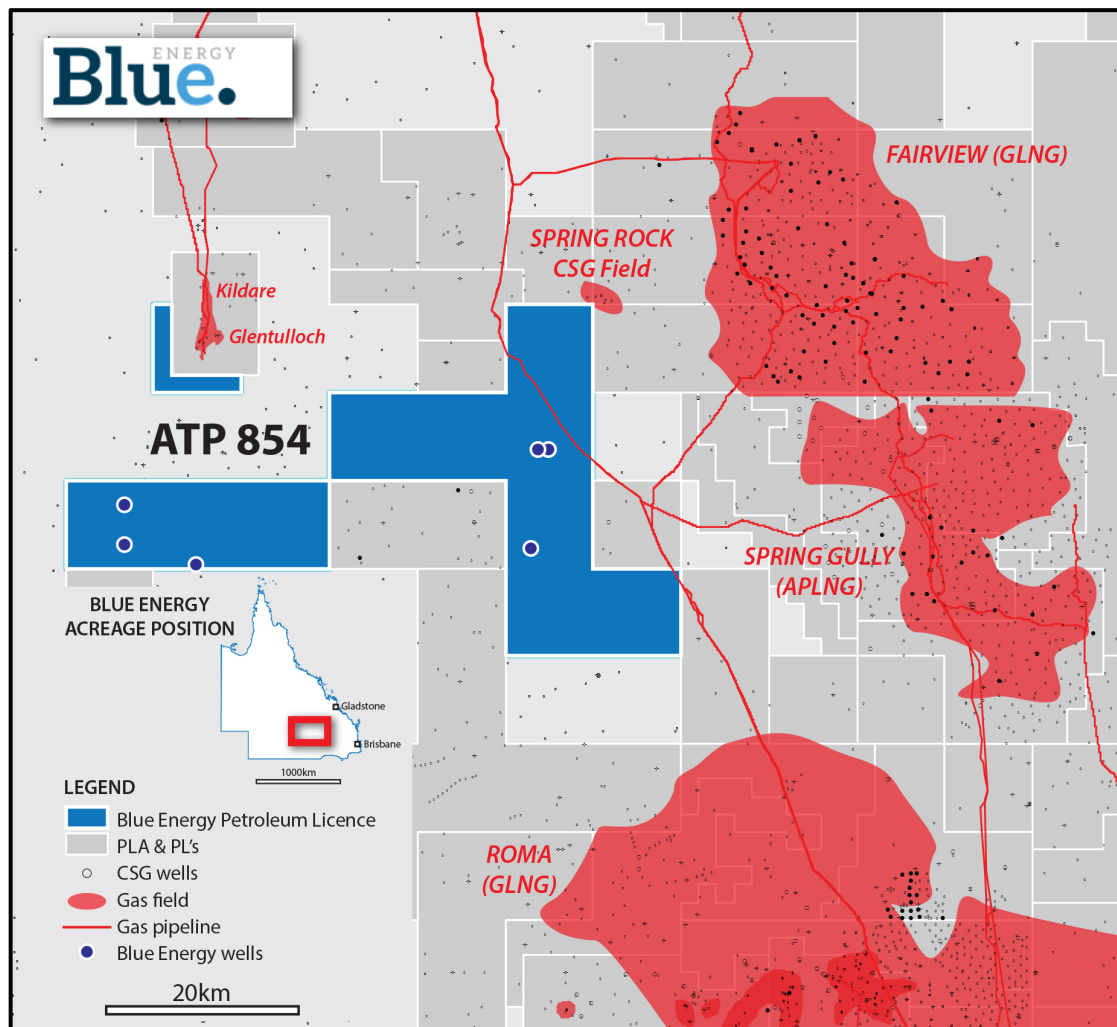 ENERGY
Blue.
FAIRVIEW (GLNG)
SPRING ROCK
CSG Field
Kildare
Glentulloch
ATP 854
SPRING GULLY
(APLNG)
BLUE ENERGY
ACREAGE POSITION
Gladstone
Brisbane
1000km
LEGEND
Blue Energy Petroleum Licence
PLA & PL's
CSG wells
Gas field
Gas pipeline
Blue Energy wells
20km
ROMA
(GLNG)